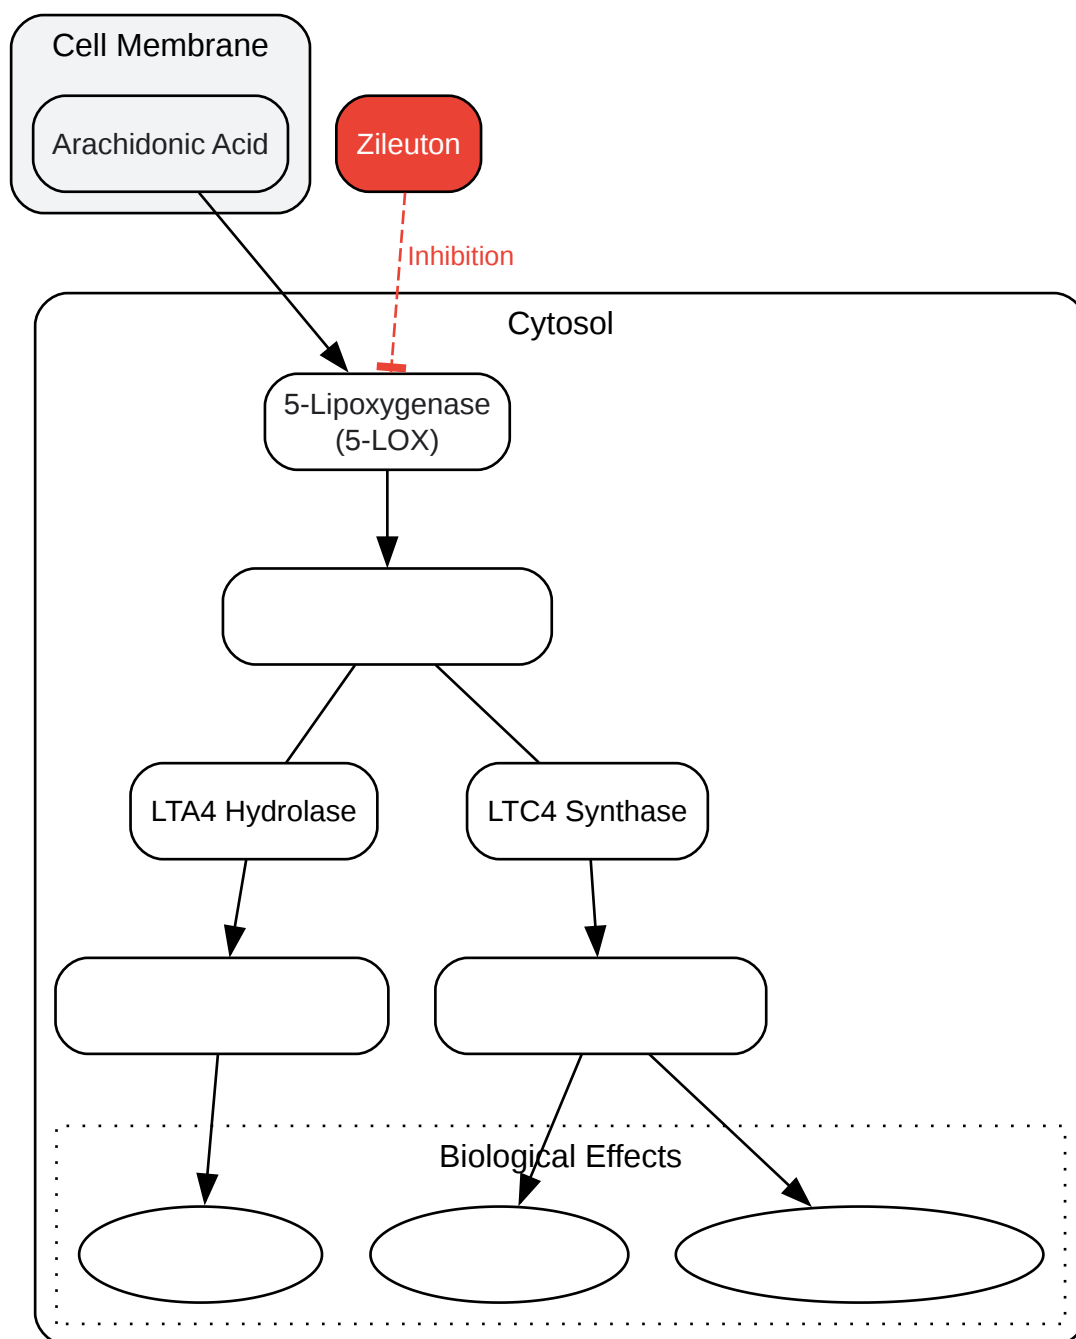 Cell Membrane
Arachidonic Acid
Zileuton
Inhibition
Cytosol
5-Lipoxygenase
(5-LOX)
LTA4 Hydrolase
LTC4 Synthase
Biological Effects